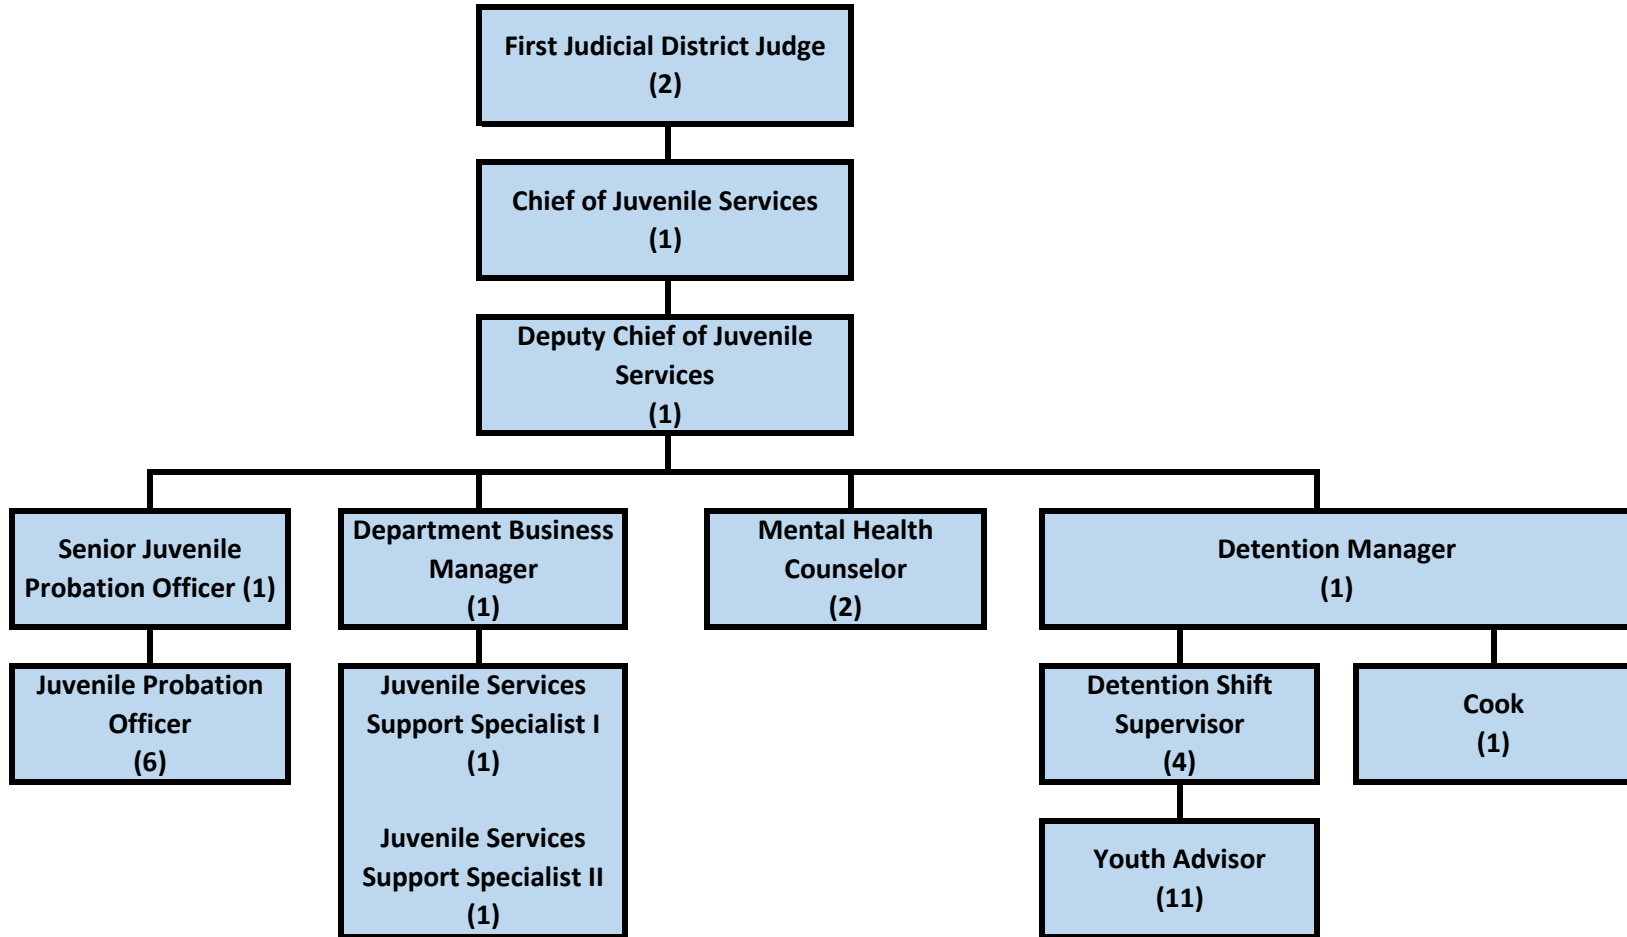 First Judicial District Judge
(2)
Chief of Juvenile Services
(1)
Deputy Chief of Juvenile
Services
(1)
Senior Juvenile
Probation Officer (1)
Department Business
Manager
(1)
Mental Health
Counselor
(2)
Detention Manager
(1)
Juvenile Probation
Officer
(6)
Juvenile Services
Support Specialist I
(1)
Juvenile Services
Support Specialist II
(1)
Detention Shift
Supervisor
(4)
Cook
(1)
Youth Advisor
(11)